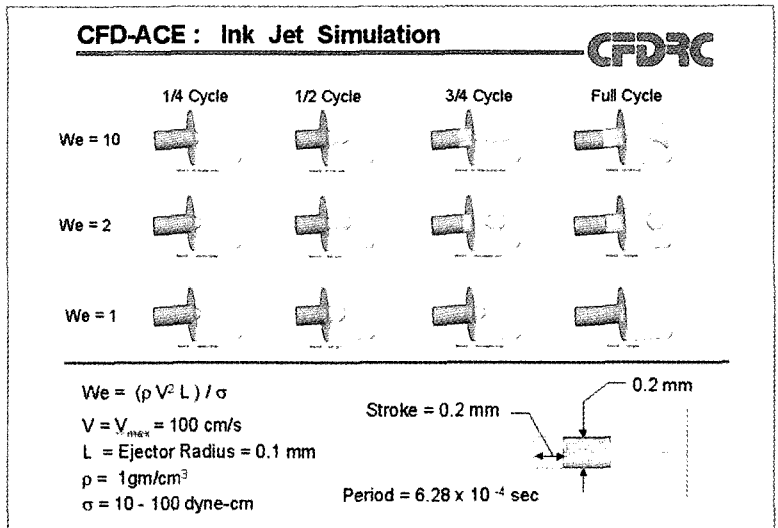 CFD-ACE : Ink Jet Simulation
CFDRC
1/4 Cycle 1/2 Cycle 3/4 Cycle Full Cycle
We = 10
We = 2
We = 1
We = (ρ V² L ) / σ
V = Vmax = 100 cm/s
L = Ejector Radius = 0.1 mm
ρ = 1gm/cm³
σ = 10 - 100 dyne-cm
Stroke = 0.2 mm
0.2 mm
Period = 6.28 x 10⁻⁴ sec